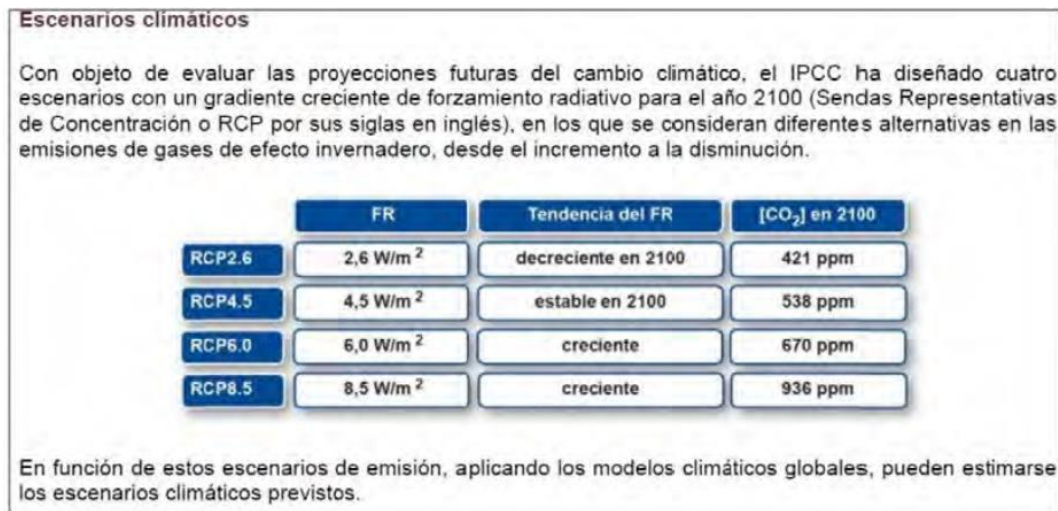 Escenarios climáticos
Con objeto de evaluar las proyecciones futuras del cambio climático, el IPCC ha diseñado cuatro
escenarios con un gradiente creciente de forzamiento radiativo para el año 2100 (Sendas Representativas
de Concentración o RCP por sus siglas en inglés), en los que se consideran diferentes alternativas en las
emisiones de gases de efecto invernadero, desde el incremento a la disminución.
FR Tendencia del FR [CO₂] en 2100
RCP2.6 2,6 W/m ² decreciente en 2100 421 ppm
RCP4.5 4,5 W/m ² estable en 2100 538 ppm
RCP6.0 6,0 W/m ² creciente 670 ppm
RCP8.5 8,5 W/m ² creciente 936 ppm
En función de estos escenarios de emisión, aplicando los modelos climáticos globales, pueden estimarse
los escenarios climáticos previstos.